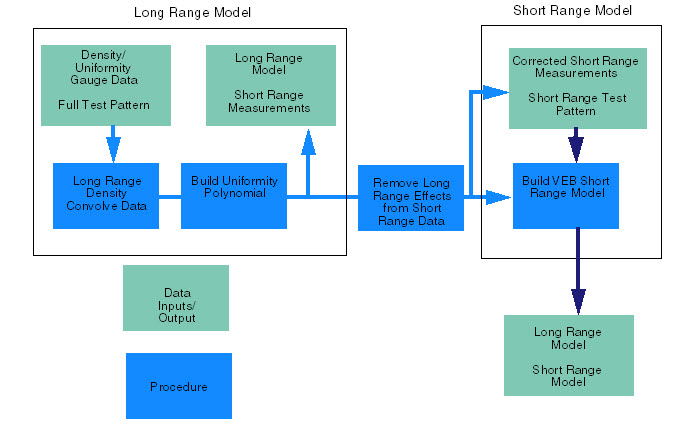 Long Range Model
Short Range Model
Density/
Uniformity
Gauge Data
Full Test Pattern
Long Range
Model
Short Range
Measurements
Corrected Short Range
Measurements
Short Range Test
Pattern
Long Range
Density
Convolve Data
Build Uniformity
Polynomial
Remove Long
Range Effects
from Short
Range Data
Build VEB Short
Range Model
Data
Inputs/
Output
Long Range
Model
Short Range
Model
Procedure